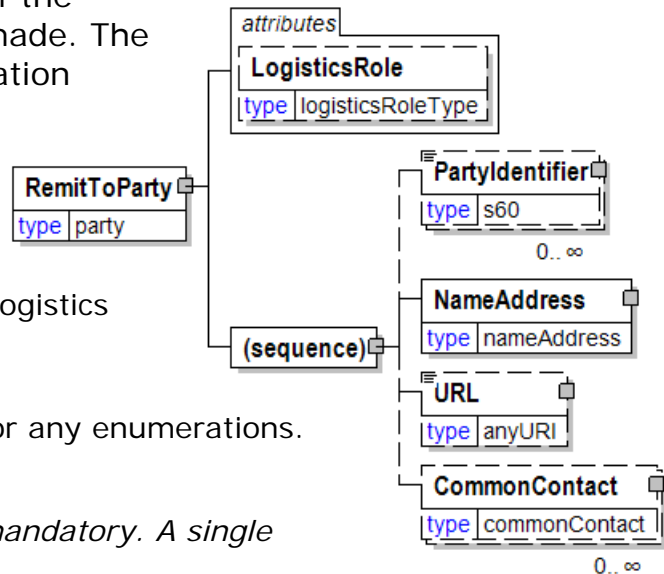 r the
made. The
ation
ogistics
or any enumerations.
mandatory. A single
attributes
LogisticsRole
type logisticsRoleType
RemitToParty
type party
(sequence)
PartyIdentifier
type s60
0.. ∞
NameAddress
type nameAddress
URL
type anyURI
CommonContact
type commonContact
0.. ∞